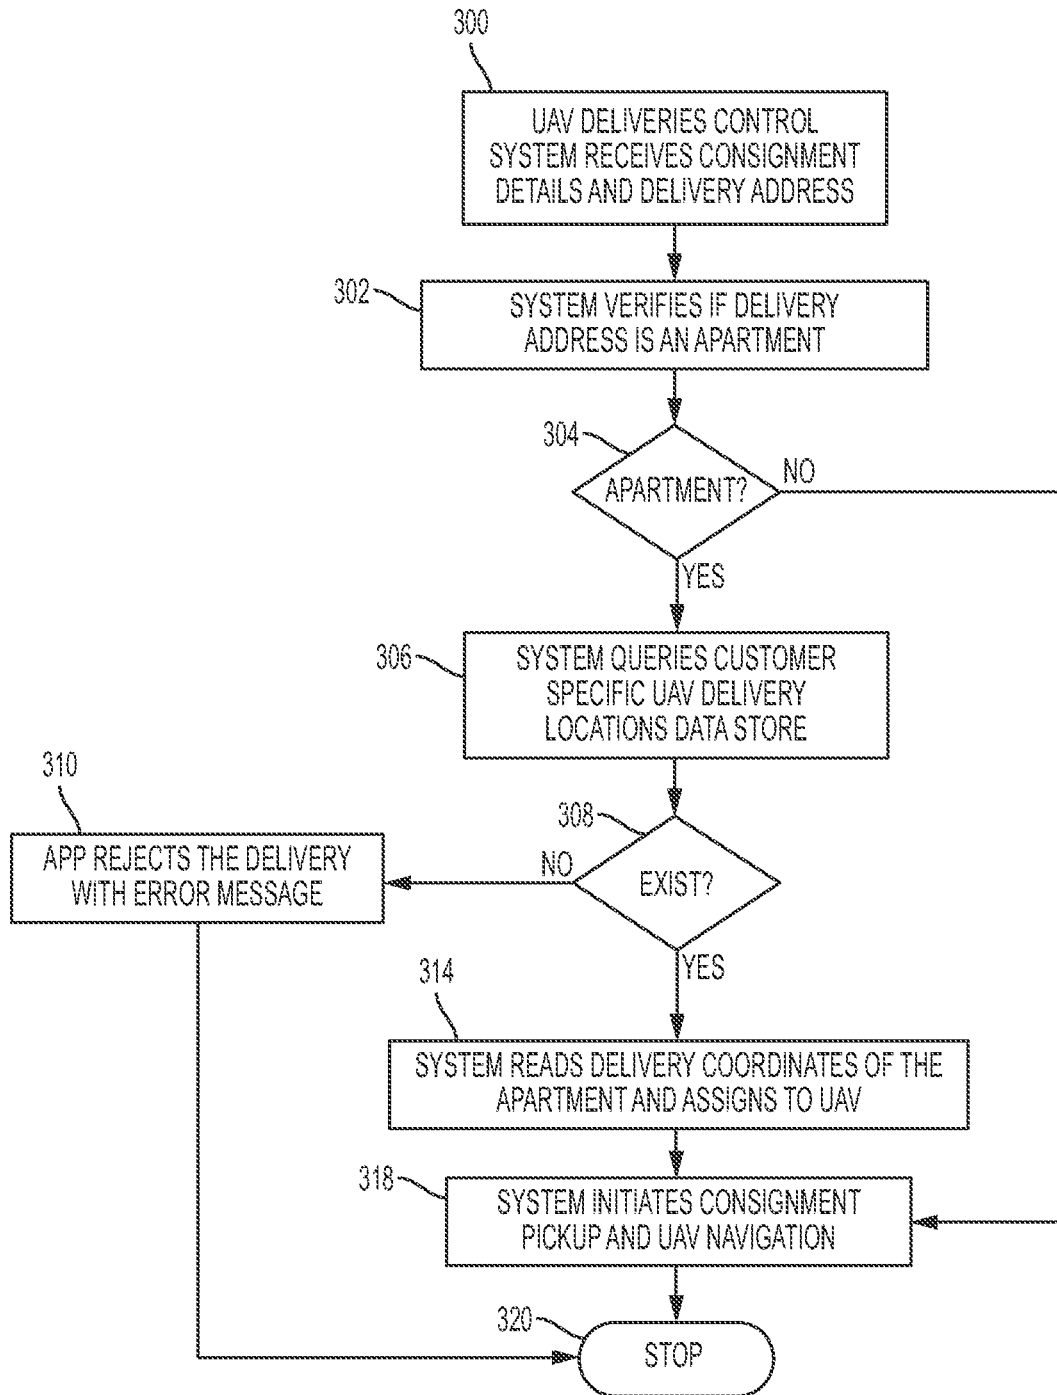 300
UAV DELIVERIES CONTROL
SYSTEM RECEIVES CONSIGNMENT
DETAILS AND DELIVERY ADDRESS
302
SYSTEM VERIFIES IF DELIVERY
ADDRESS IS AN APARTMENT
304
APARTMENT?
NO
YES
306
SYSTEM QUERIES CUSTOMER
SPECIFIC UAV DELIVERY
LOCATIONS DATA STORE
310
APP REJECTS THE DELIVERY
WITH ERROR MESSAGE
308
NO
EXIST?
YES
314
SYSTEM READS DELIVERY COORDINATES OF THE
APARTMENT AND ASSIGNS TO UAV
318
SYSTEM INITIATES CONSIGNMENT
PICKUP AND UAV NAVIGATION
320
STOP